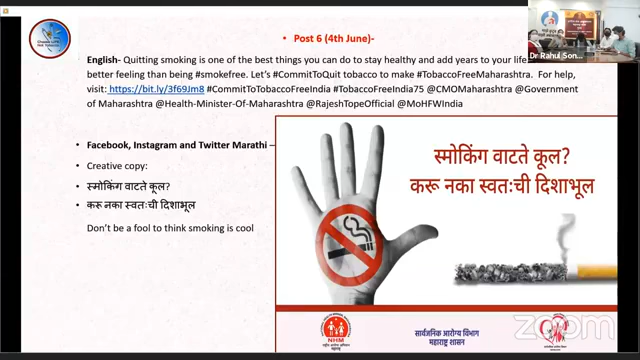 • Post 6 (4th June)-
English- Quitting smoking is one of the best things you can do to stay healthy and add years to your life.
better feeling than being #smokefree. Let's #CommitToQuit tobacco to make #TobaccoFreeMaharashtra. For help,
visit: https://bit.ly/3f69Jm8 #CommitToTobaccoFreeIndia #TobaccoFreeIndia75 @CMOMaharashtra @Government
of Maharashtra @Health-Minister-Of-Maharashtra @RajeshTopeOfficial @MoHFWIndia
• Facebook, Instagram and Twitter Marathi –
• Creative copy:
• स्मोकिंग वाटते कूल?
• करू नका स्वतःची दिशाभूल
Don't be a fool to think smoking is cool
स्मोकिंग वाटते कूल?
करू नका स्वतःची दिशाभूल
NHM
सार्वजनिक आरोग्य विभाग
महाराष्ट्र शासन
Dr Rahul Son...
zoom